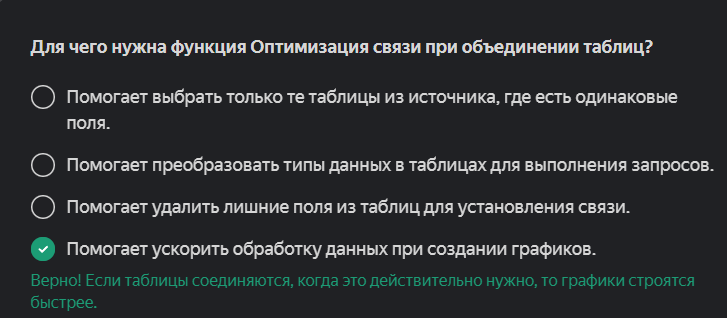 Для чего нужна функция Оптимизация связи при объединении таблиц?
Помогает выбрать только те таблицы из источника, где есть одинаковые
поля.
Помогает преобразовать типы данных в таблицах для выполнения запросов.
Помогает удалить лишние поля из таблиц для установления связи.
Помогает ускорить обработку данных при создании графиков.
Верно! Если таблицы соединяются, когда это действительно нужно, то графики строятся
быстрее.